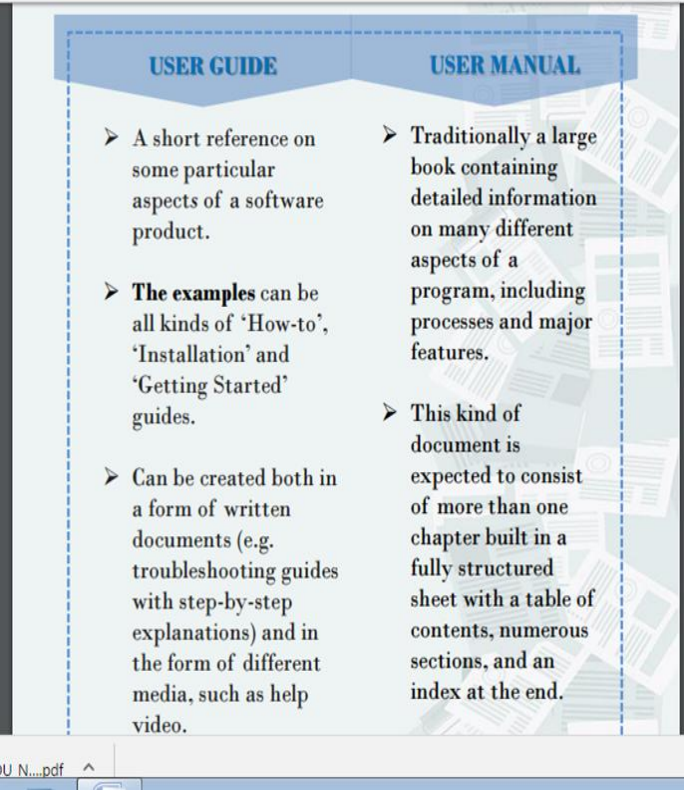 USER GUIDE
➢ A short reference on
some particular
aspects of a software
product.
➢ The examples can be
all kinds of ‘How-to’,
‘Installation’ and
‘Getting Started’
guides.
➢ Can be created both in
a form of written
documents (e.g.
troubleshooting guides
with step-by-step
explanations) and in
the form of different
media, such as help
video.
USER MANUAL
➢ Traditionally a large
book containing
detailed information
on many different
aspects of a
program, including
processes and major
features.
➢ This kind of
document is
expected to consist
of more than one
chapter built in a
fully structured
sheet with a table of
contents, numerous
sections, and an
index at the end.
OU N....pdf